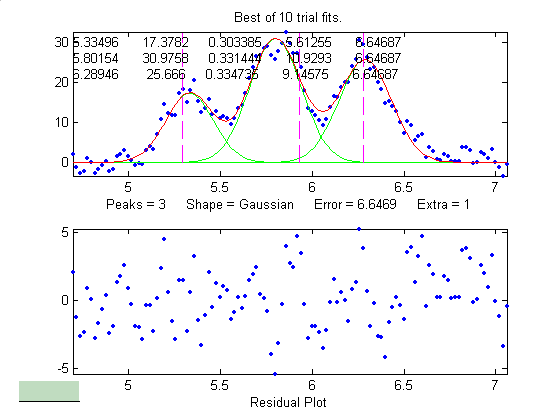 Best of 10 trial fits.
5.33496 17.3782 0.303385 5.61255 6.64687
5.80154 30.9758 0.331444 10.9293 6.64687
6.28946 25.666 0.334735 9.14575 6.64687
30
20
10
0
5 5.5 6 6.5 7
Peaks = 3 Shape = Gaussian Error = 6.6469 Extra = 1
5
0
-5
5 5.5 6 6.5 7
Residual Plot